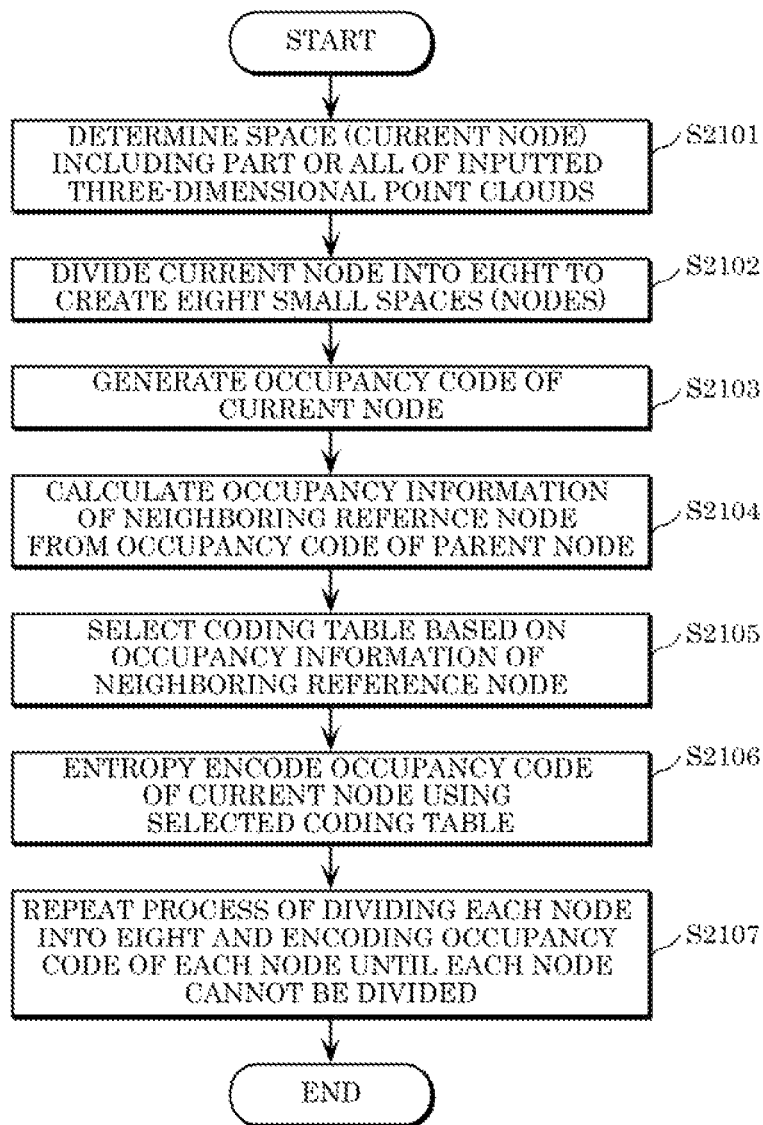 START
DETERMINE SPACE (CURRENT NODE)
INCLUDING PART OR ALL OF INPUTTED
THREE-DIMENSIONAL POINT CLOUDS
S2101
DIVIDE CURRENT NODE INTO EIGHT TO
CREATE EIGHT SMALL SPACES (NODES)
S2102
GENERATE OCCUPANCY CODE OF
CURRENT NODE
S2103
CALCULATE OCCUPANCY INFORMATION
OF NEIGHBORING REFERNCE NODE
FROM OCCUPANCY CODE OF PARENT NODE
S2104
SELECT CODING TABLE BASED ON
OCCUPANCY INFORMATION OF
NEIGHBORING REFERENCE NODE
S2105
ENTROPY ENCODE OCCUPANCY CODE
OF CURRENT NODE USING
SELECTED CODING TABLE
S2106
REPEAT PROCESS OF DIVIDING EACH NODE
INTO EIGHT AND ENCODING OCCUPANCY
CODE OF EACH NODE UNTIL EACH NODE
CANNOT BE DIVIDED
S2107
END